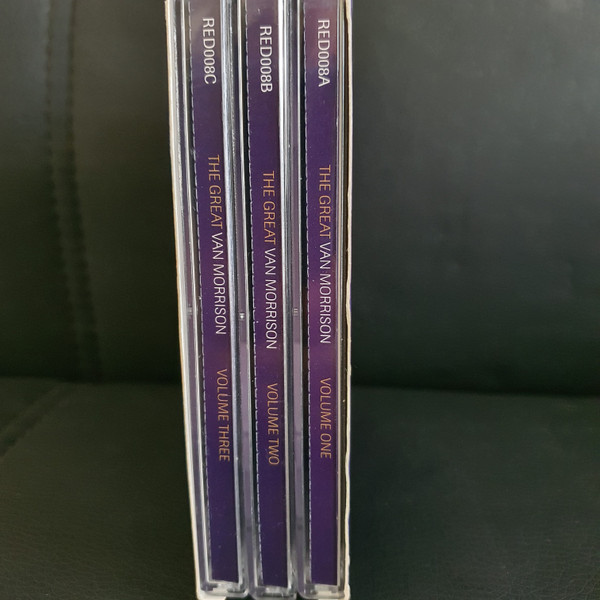 RED008C THE GREAT VAN MORRISON VOLUME THREE
RED008B THE GREAT VAN MORRISON VOLUME TWO
RED008A THE GREAT VAN MORRISON VOLUME ONE